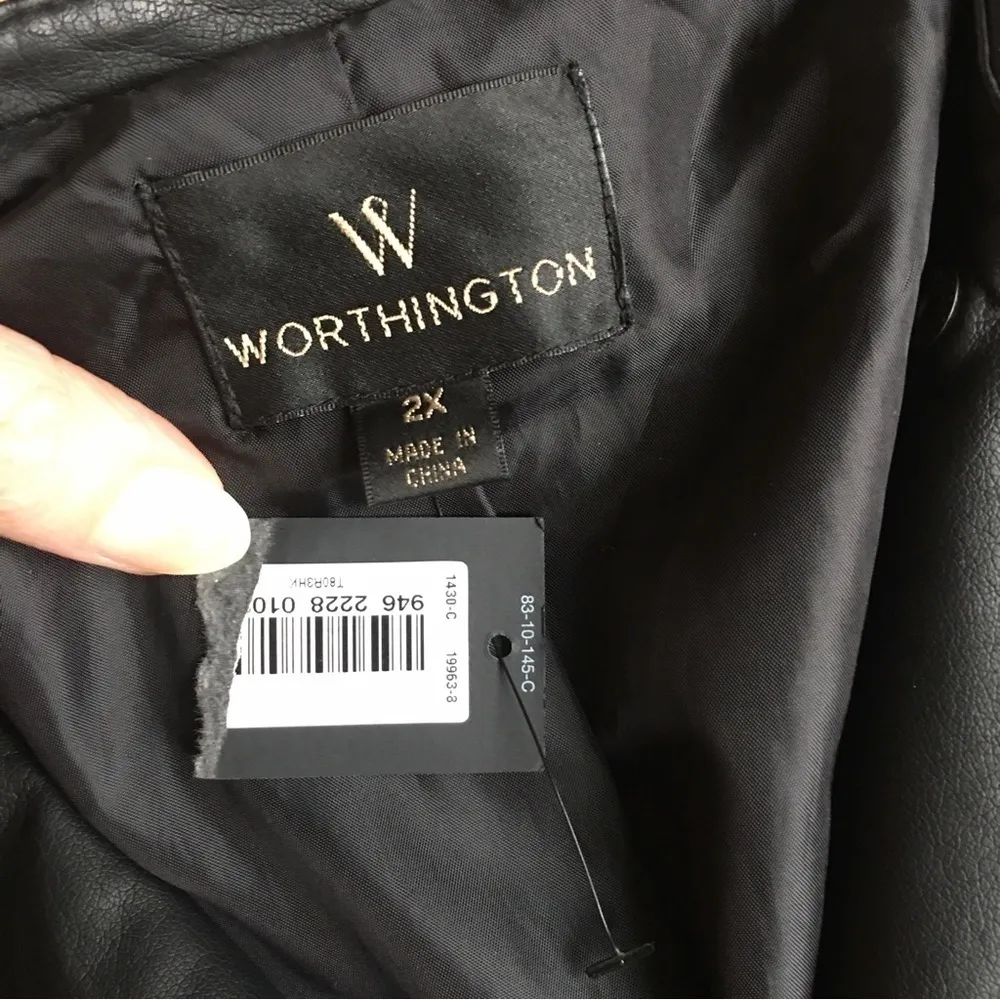 W
WORTHINGTON
2X
MADE IN
CHINA
83-10-145-C
1430-C 19963-8
946 2228 010
T80R3HK